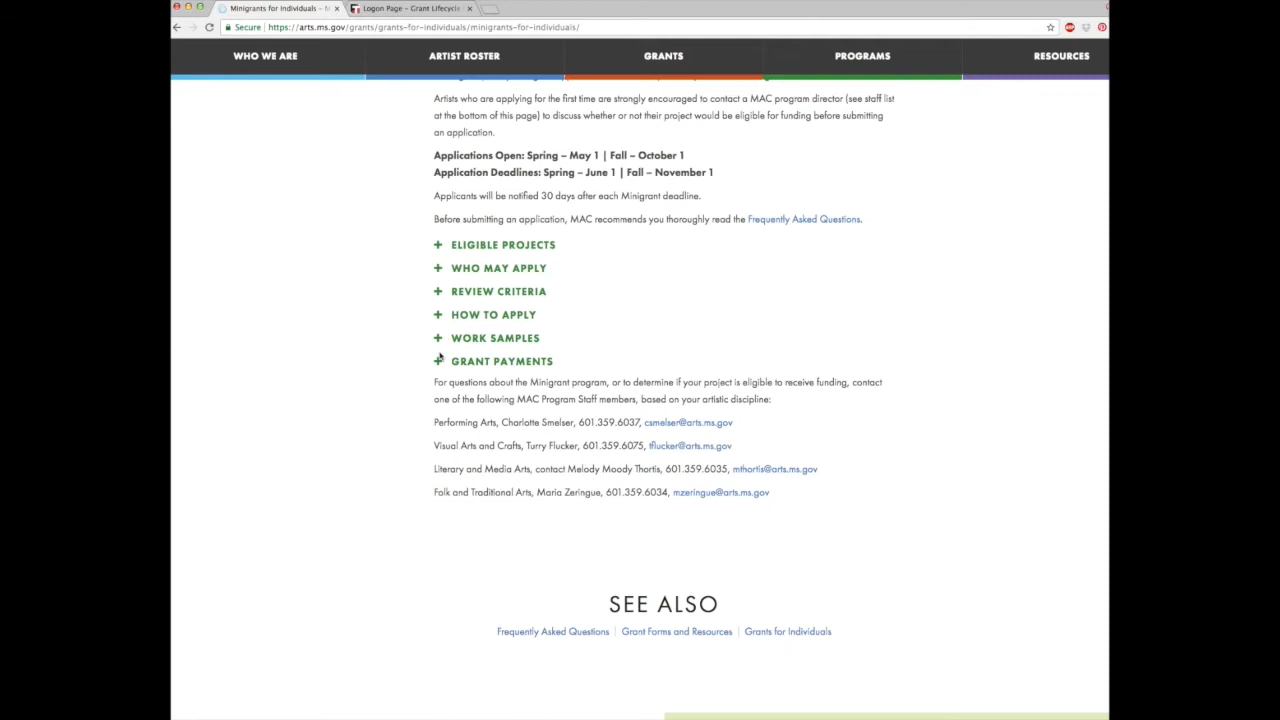 Minigrants for Individuals – M
Logon Page – Grant Lifecycle
Secure https://arts.ms.gov/grants/grants-for-individuals/minigrants-for-individuals/
WHO WE ARE ARTIST ROSTER GRANTS PROGRAMS RESOURCES
Artists who are applying for the first time are strongly encouraged to contact a MAC program director (see staff list
at the bottom of this page) to discuss whether or not their project would be eligible for funding before submitting
an application.
Applications Open: Spring – May 1 | Fall – October 1
Application Deadlines: Spring – June 1 | Fall – November 1
Applicants will be notified 30 days after each Minigrant deadline.
Before submitting an application, MAC recommends you thoroughly read the Frequently Asked Questions.
+ ELIGIBLE PROJECTS
+ WHO MAY APPLY
+ REVIEW CRITERIA
+ HOW TO APPLY
+ WORK SAMPLES
+ GRANT PAYMENTS
For questions about the Minigrant program, or to determine if your project is eligible to receive funding, contact
one of the following MAC Program Staff members, based on your artistic discipline:
Performing Arts, Charlotte Smelser, 601.359.6037, csmelser@arts.ms.gov
Visual Arts and Crafts, Turry Flucker, 601.359.6075, tflucker@arts.ms.gov
Literary and Media Arts, contact Melody Moody Thortis, 601.359.6035, mthortis@arts.ms.gov
Folk and Traditional Arts, Maria Zeringue, 601.359.6034, mzeringue@arts.ms.gov
SEE ALSO
Frequently Asked Questions | Grant Forms and Resources | Grants for Individuals